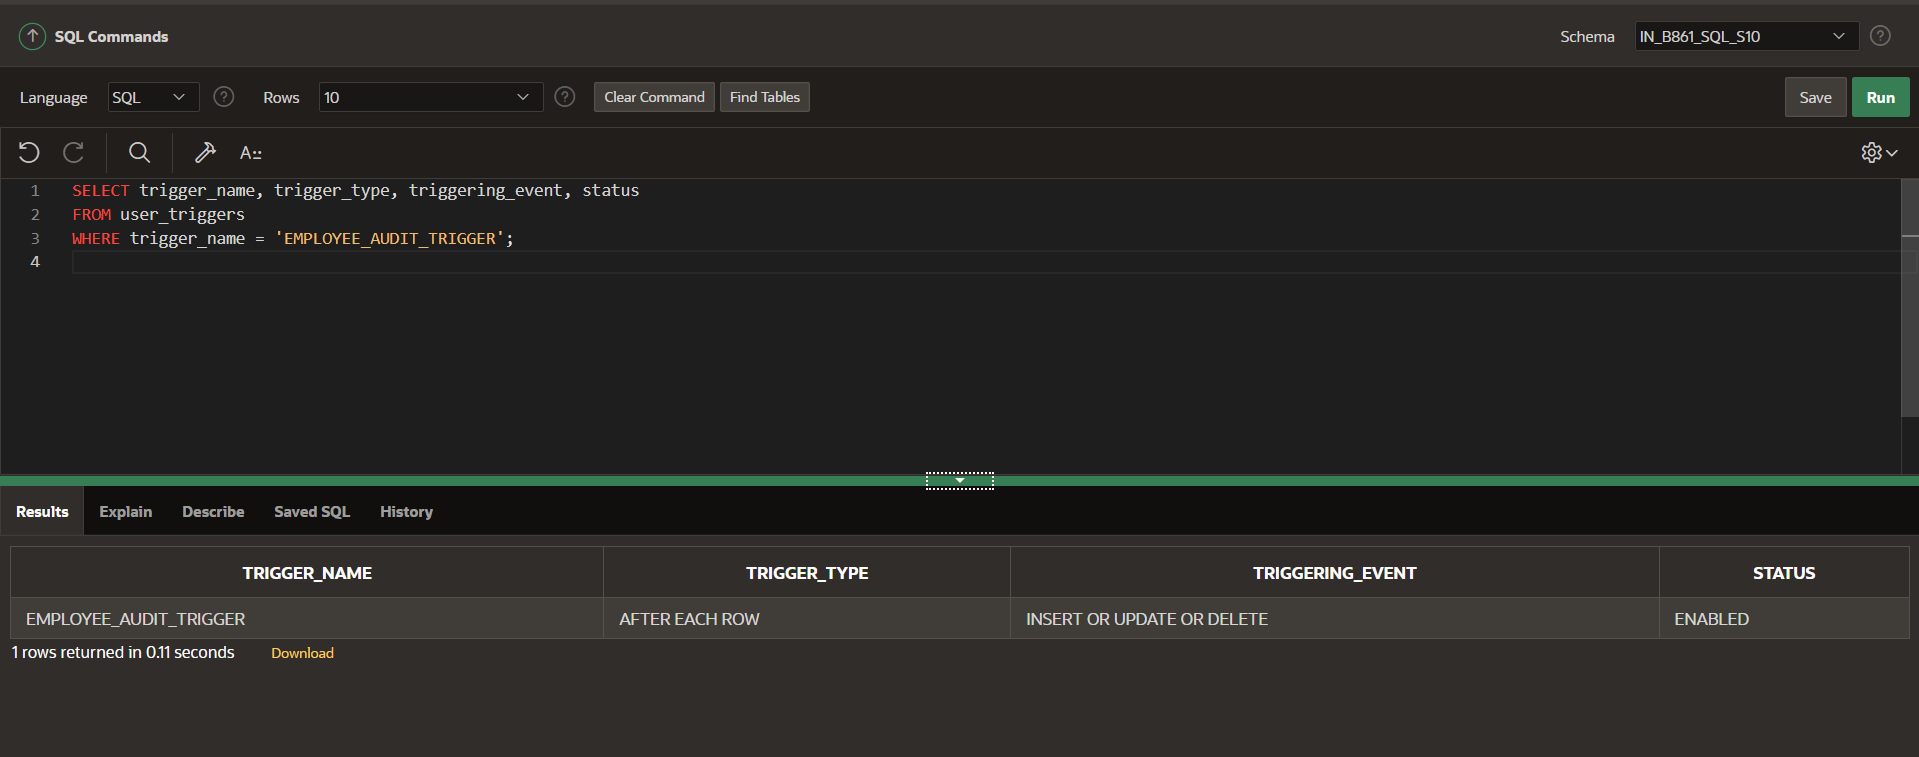 SQL Commands
Schema IN_B861_SQL_S10
Language SQL Rows 10 Clear Command Find Tables Save Run
A::
1 SELECT trigger_name, trigger_type, triggering_event, status
2 FROM user_triggers
3 WHERE trigger_name = 'EMPLOYEE_AUDIT_TRIGGER';
4
Results Explain Describe Saved SQL History
TRIGGER_NAME TRIGGER_TYPE TRIGGERING_EVENT STATUS
EMPLOYEE_AUDIT_TRIGGER AFTER EACH ROW INSERT OR UPDATE OR DELETE ENABLED
1 rows returned in 0.11 seconds Download